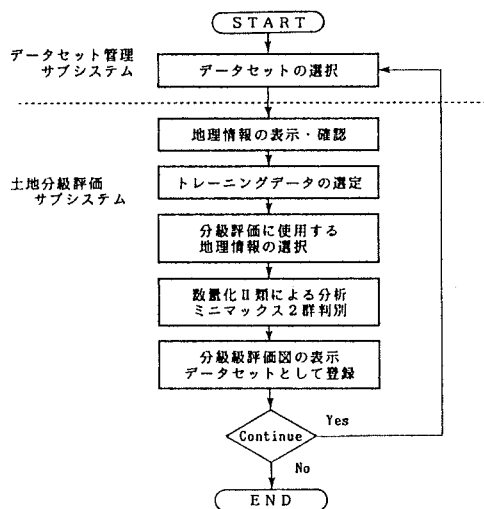 START
データセット管理
サブシステム
データセットの選択
地理情報の表示・確認
土地分級評価
サブシステム
トレーニングデータの選定
分級評価に使用する
地理情報の選択
数量化Ⅱ類による分析
ミニマックス2群判別
分級級評価図の表示
データセットとして登録
Continue
Yes
No
END